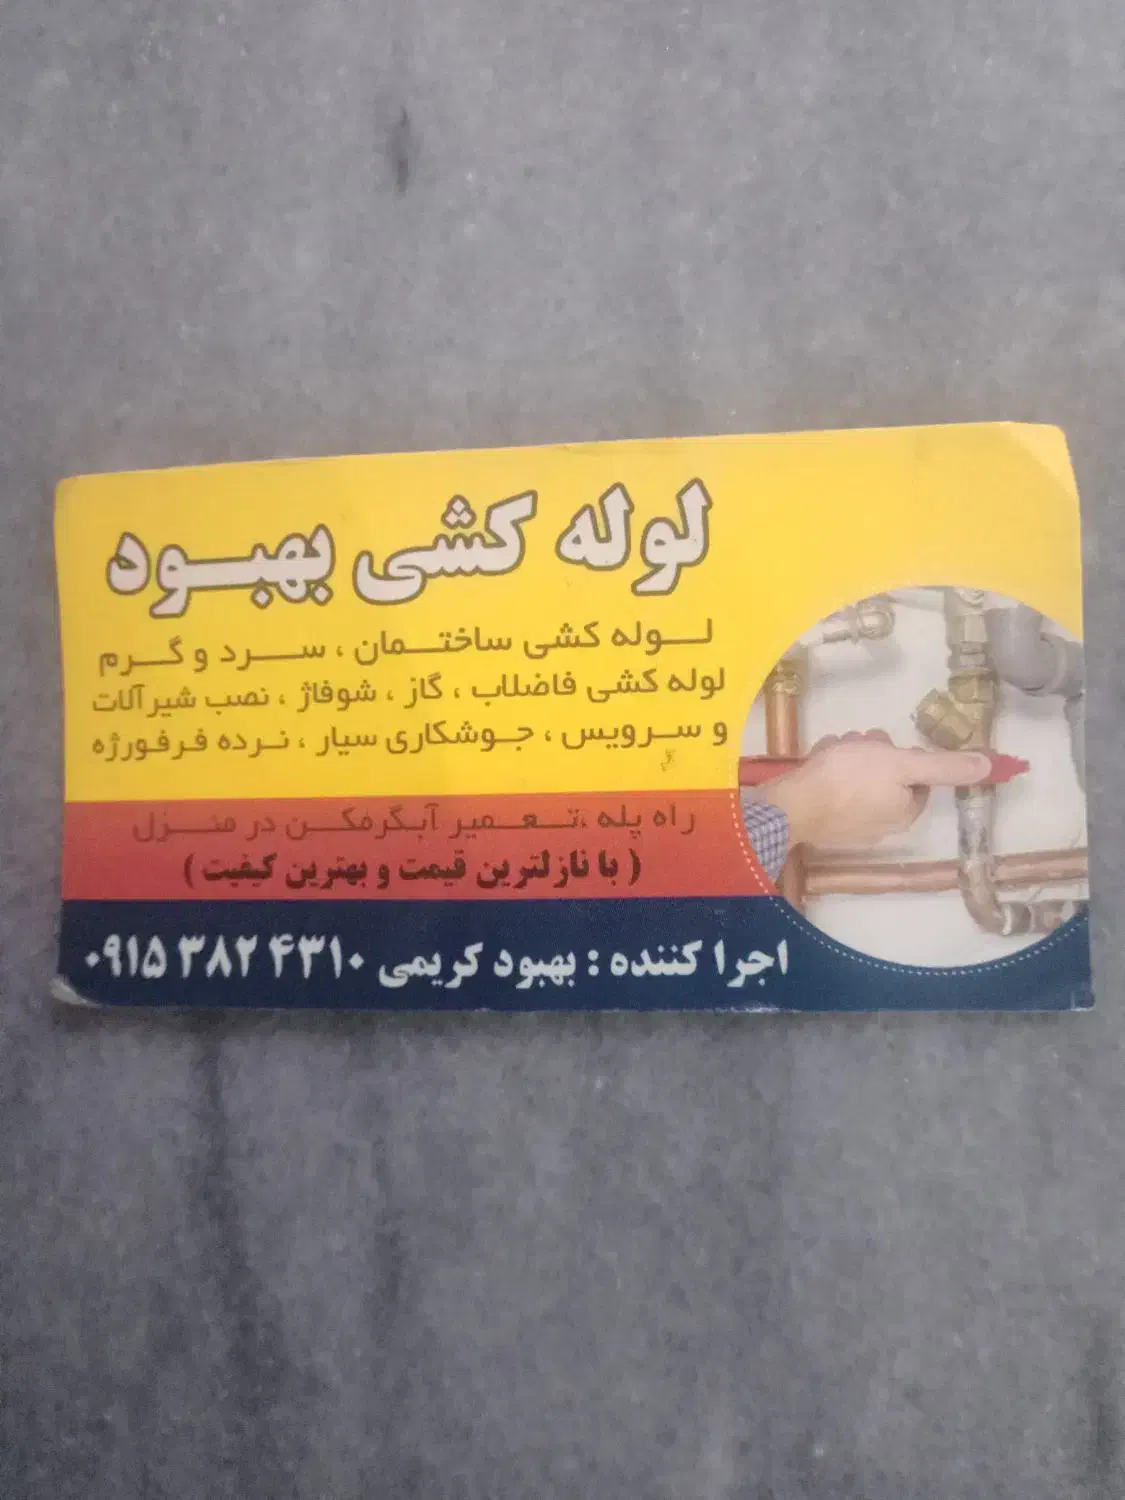 لوله کشی بهبود
لوله کشی ساختمان ، سرد و گرم
لوله کشی فاضلاب ، گاز ، شوفاژ ، نصب شیرآلات
و سرویس ، جوشکاری سیار ، نرده فرفورژه
راه پله ،تعمیر آبگرمکن در منزل
( با نازلترین قیمت و بهترین کیفیت )
اجرا کننده : بهبود کریمی ۰۹۱۵ ۳۸۲ ۴۳۱۰